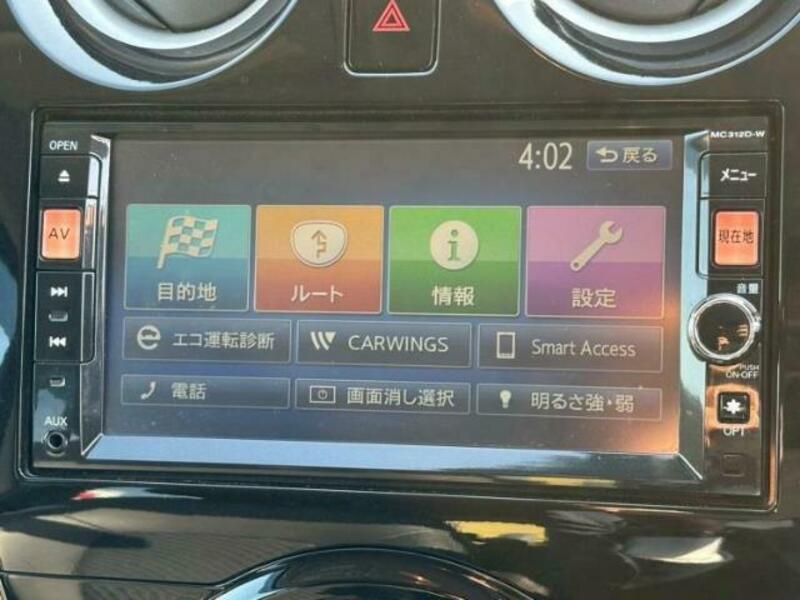 OPEN
MC312D-W
4:02 戻る
メニュー
AV
現在地
目的地 ルート 情報 設定
音量
エコ運転診断 CARWINGS Smart Access
PUSH
ON-OFF
電話 画面消し選択 明るさ強・弱
AUX
OPT